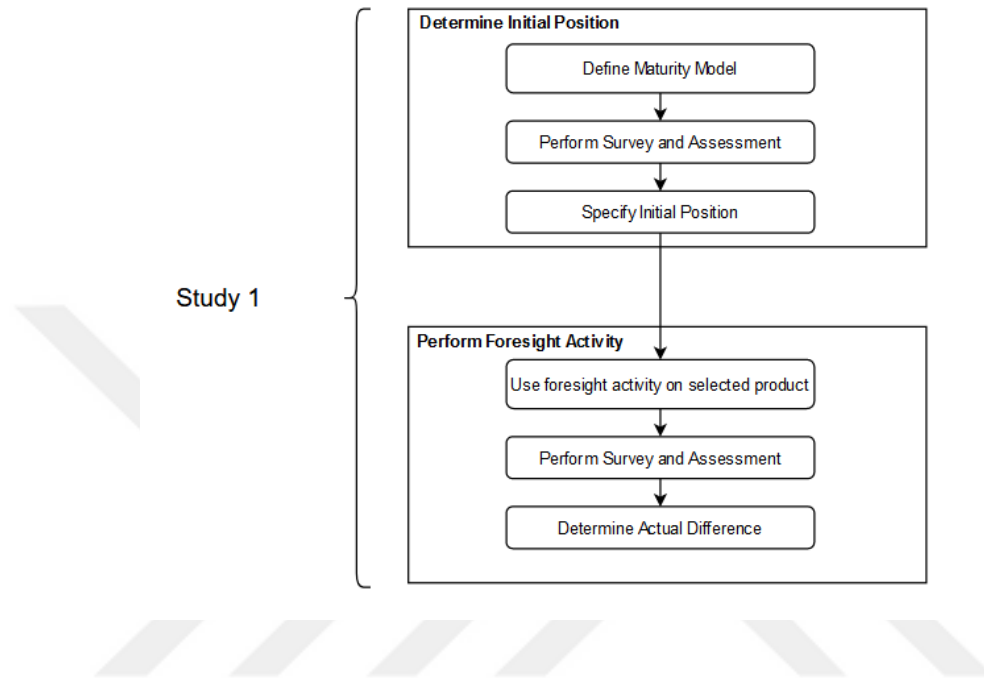 Determine Initial Position
Define Maturity Model
Perform Survey and Assessment
Specify Initial Position
Study 1
Perform Foresight Activity
Use foresight activity on selected product
Perform Survey and Assessment
Determine Actual Difference